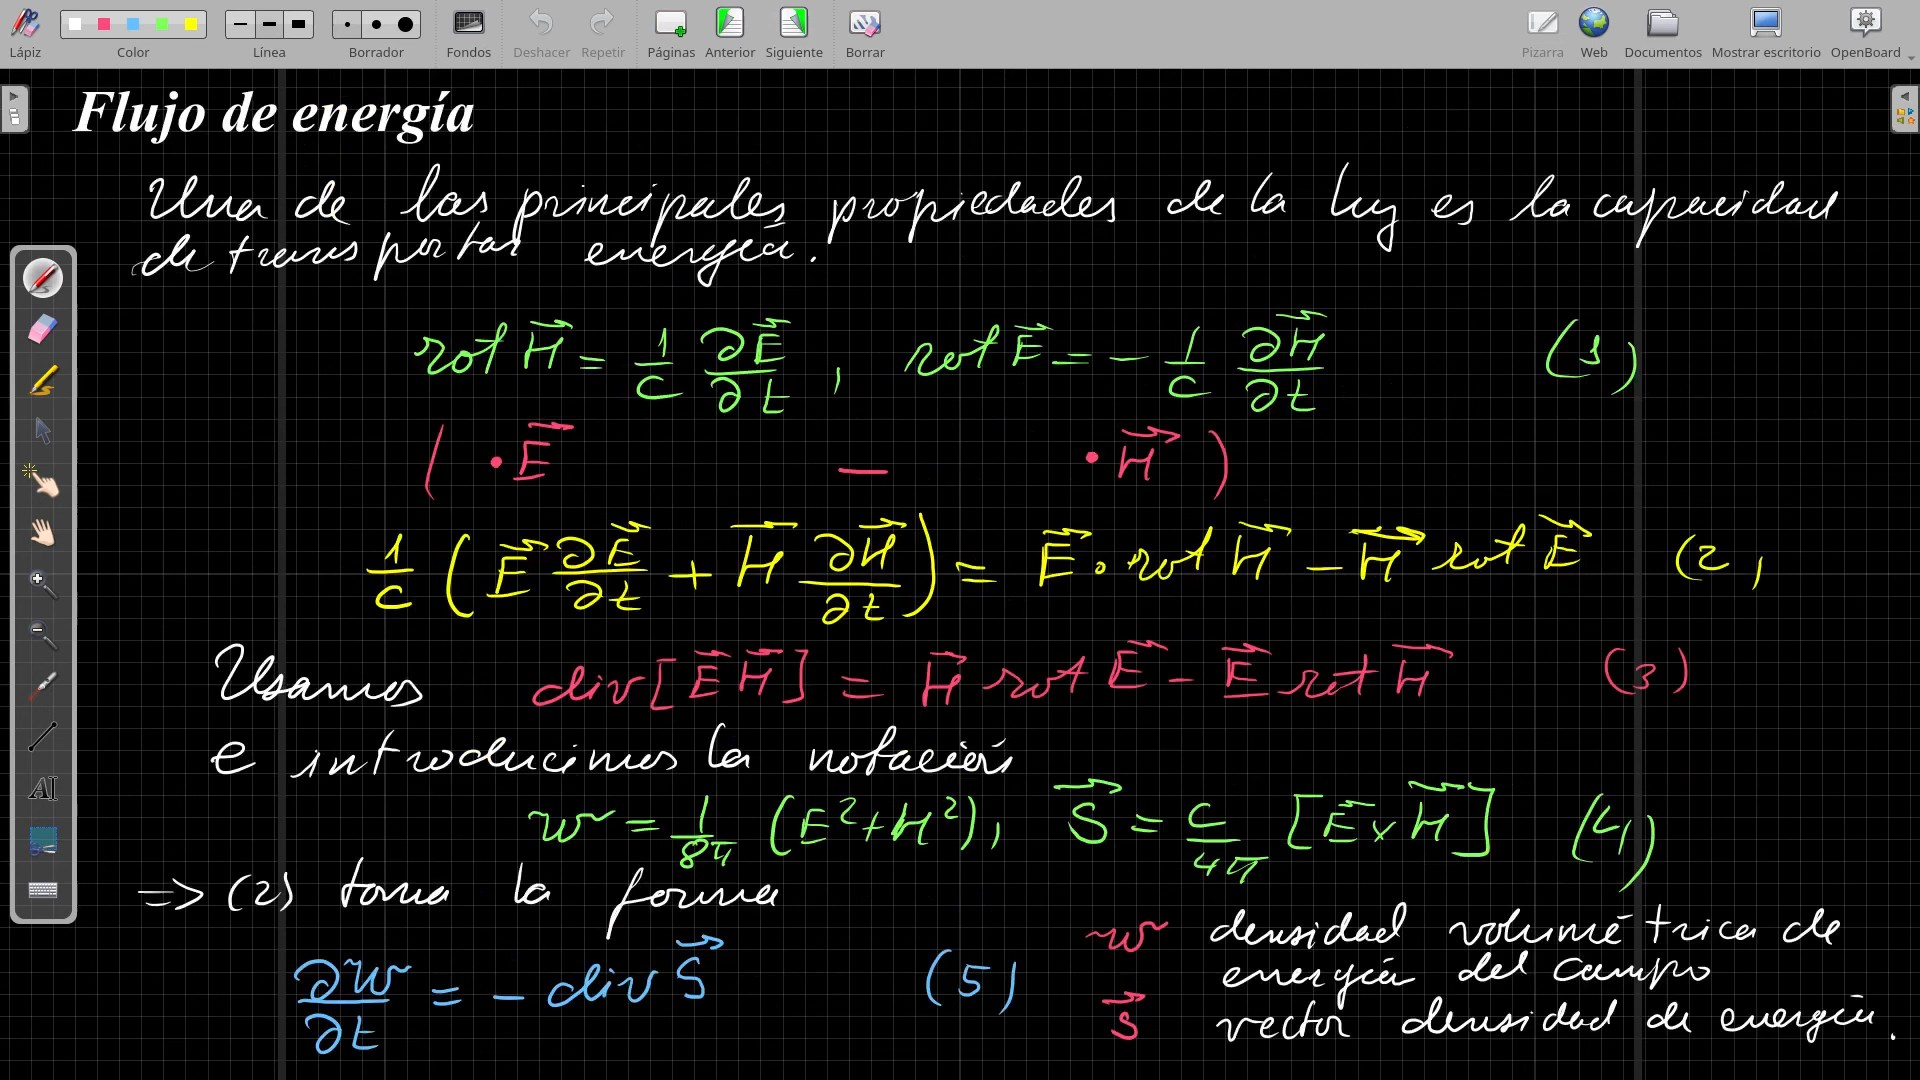 Lápiz Color Línea Borrador Fondos Deshacer Repetir Páginas Anterior Siguiente Borrar Pizarra Web Documentos Mostrar escritorio OpenBoard
Flujo de energía
Una de las principales propiedades de la luz es la capacidad
de transportar energía.
rot H⃗ = 1/c ∂E⃗/∂t , rot E⃗ = - 1/c ∂H⃗/∂t (1)
( · E⃗ — · H⃗ )
1/c ( E⃗ ∂E⃗/∂t + H⃗ ∂H⃗/∂t ) = E⃗ · rot H⃗ - H⃗ rot E⃗ (2)
Usamos div [E⃗ H⃗] = H⃗ rot E⃗ - E⃗ rot H⃗ (3)
e introducimos la notación
w = 1/8π (E² + H²), S⃗ = c/4π [E⃗ × H⃗] (4)
=> (2) toma la forma
∂w/∂t = - div S⃗ (5)
w densidad volumétrica de
energía del campo
S⃗ vector densidad de energía.